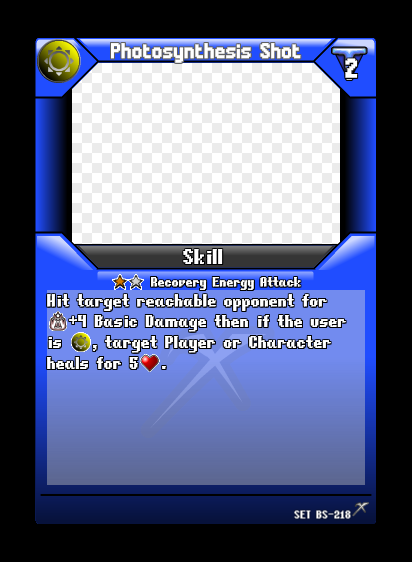 Photosynthesis Shot
2
Skill
Recovery Energy Attack
Hit target reachable opponent for
+4 Basic Damage then if the user
is , target Player or Character
heals for 5 .
SET BS-218